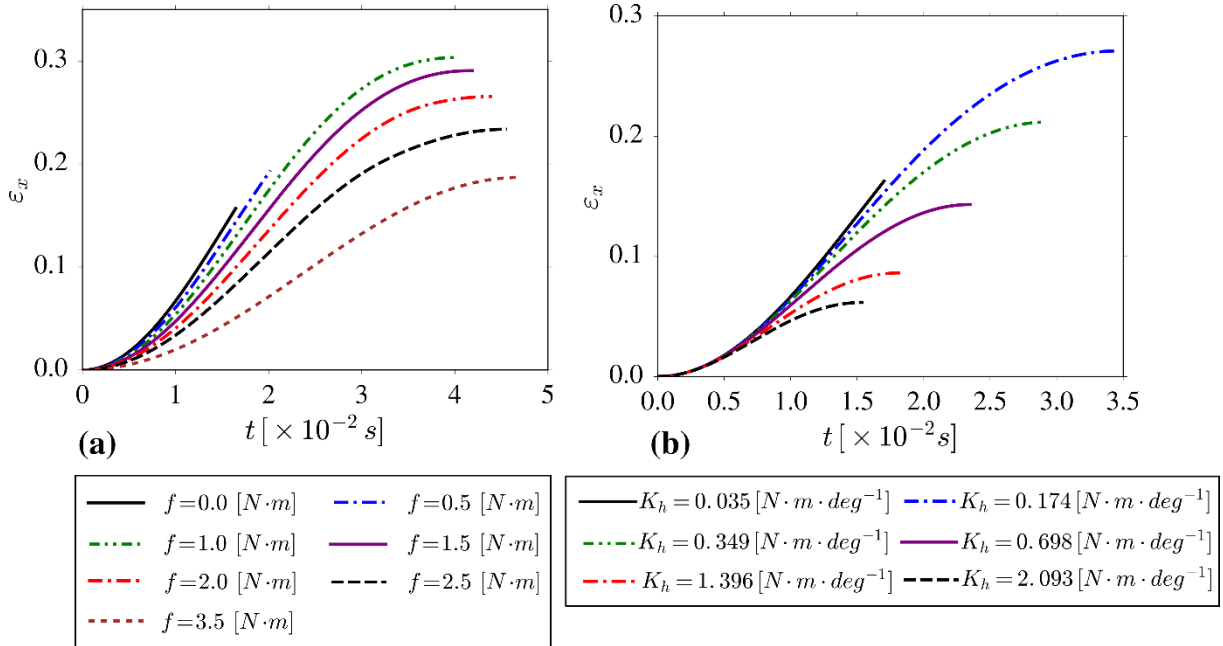 0.3
0.2
0.1
0.0
ε_x
0 1 2 3 4 5
t [ × 10⁻² s]
(a)
0.3
0.2
0.1
0.0
ε_x
0.0 0.5 1.0 1.5 2.0 2.5 3.0 3.5
t [ × 10⁻² s]
(b)
f=0.0 [N·m] f=0.5 [N·m]
f=1.0 [N·m] f=1.5 [N·m]
f=2.0 [N·m] f=2.5 [N·m]
f=3.5 [N·m]
K_h=0.035 [N·m·deg⁻¹] K_h=0.174 [N·m·deg⁻¹]
K_h=0.349 [N·m·deg⁻¹] K_h=0.698 [N·m·deg⁻¹]
K_h=1.396 [N·m·deg⁻¹] K_h=2.093 [N·m·deg⁻¹]